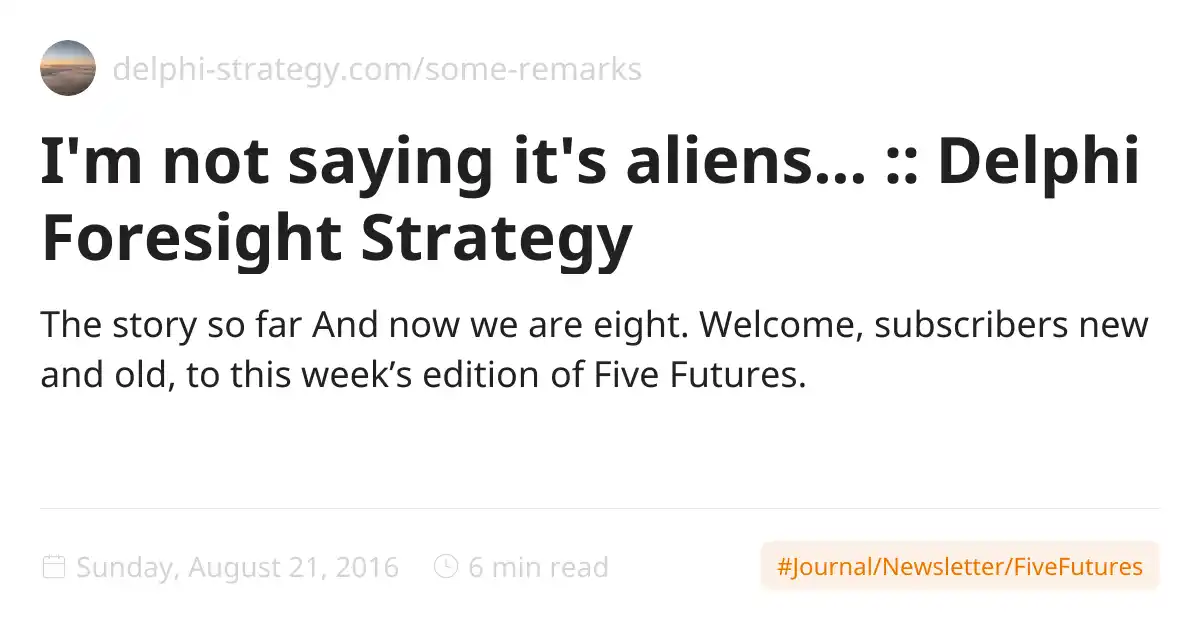 delphi-strategy.com/some-remarks
I'm not saying it's aliens... :: Delphi
Foresight Strategy
The story so far And now we are eight. Welcome, subscribers new
and old, to this week’s edition of Five Futures.
Sunday, August 21, 2016 6 min read #Journal/Newsletter/FiveFutures